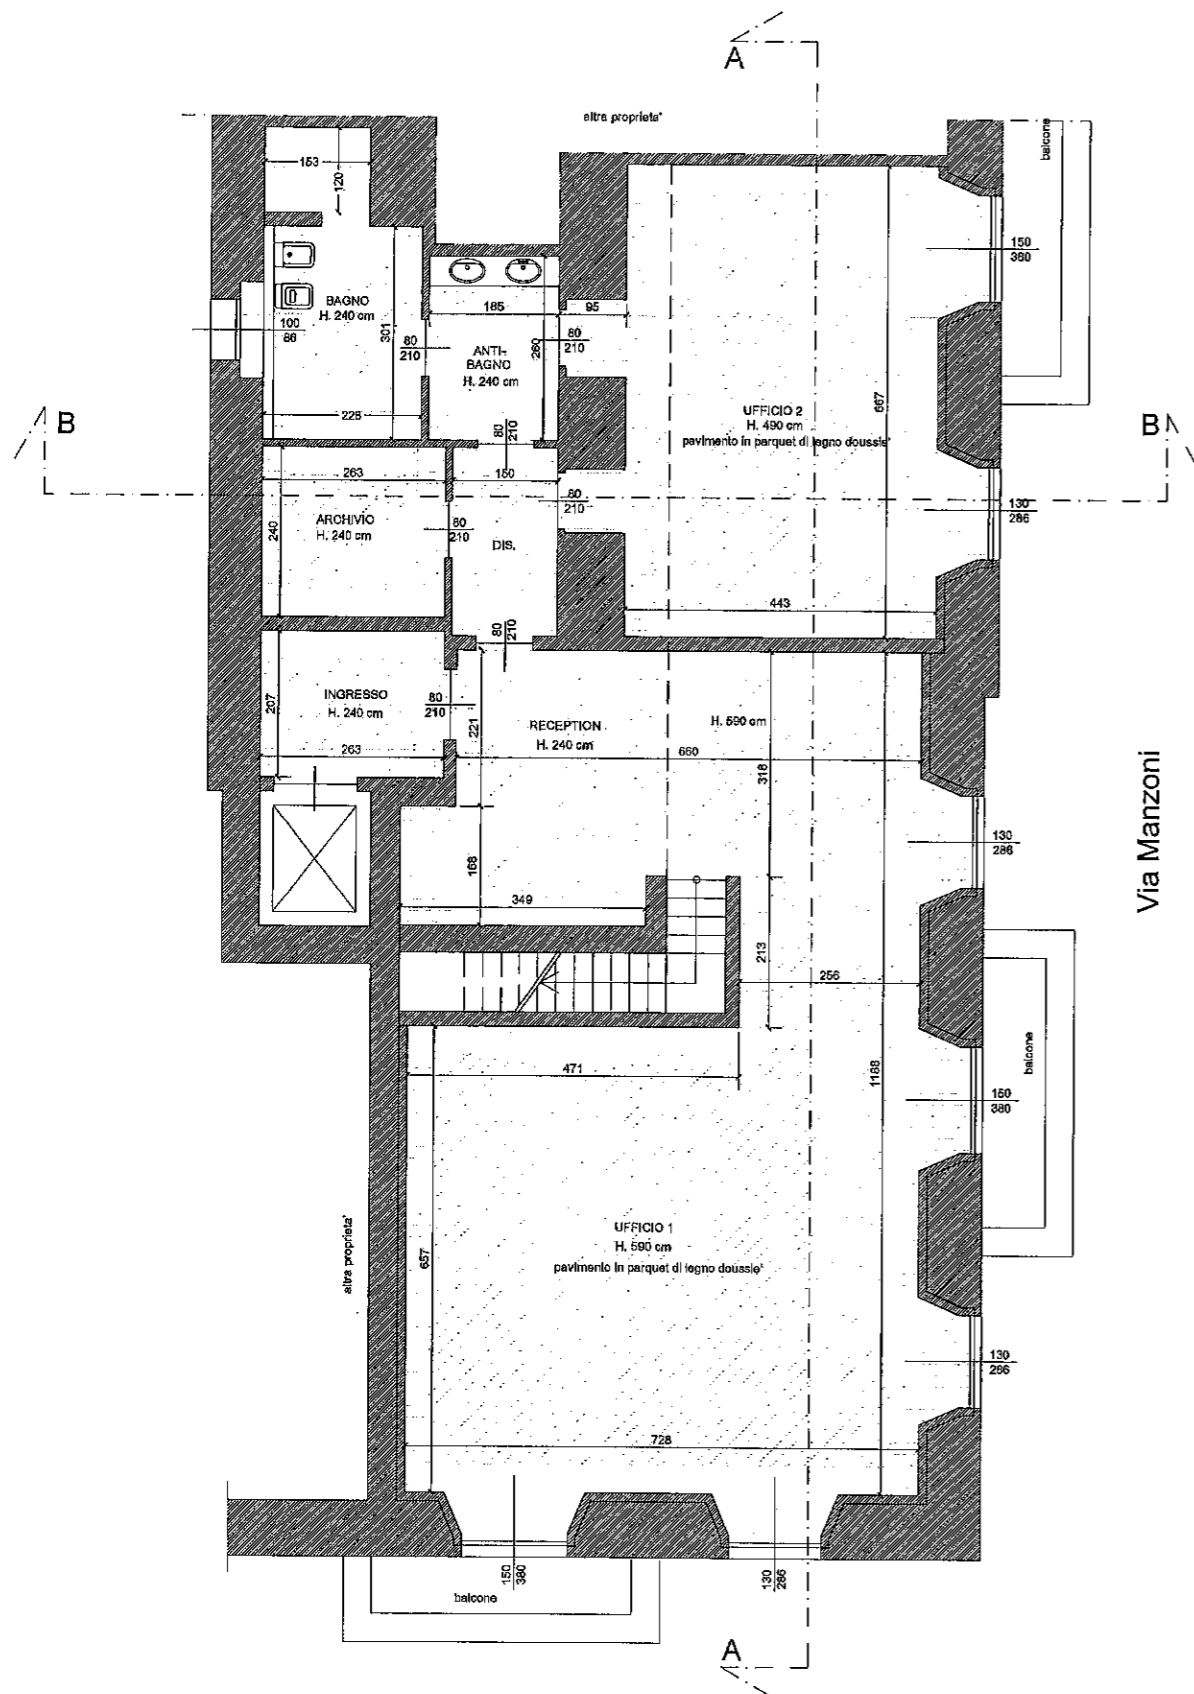 A
altra proprieta'
balcone
153
120
150
380
BAGNO
H. 240 cm
100
86
301
185
95
80
210
ANTI-
BAGNO
H. 240 cm
260
80
210
228
80
210
667
UFFICIO 2
H. 490 cm
pavimento in parquet di legno doussie'
B
B
263
150
80
210
130
286
ARCHIVIO
H. 240 cm
240
80
210
DIS.
443
80
210
INGRESSO
H. 240 cm
207
263
80
210
221
RECEPTION
H. 240 cm
H. 590 cm
660
318
130
286
Via Manzoni
168
349
213
256
balcone
471
1188
150
380
altra proprieta'
657
UFFICIO 1
H. 590 cm
pavimento in parquet di legno doussie'
130
286
728
150
380
130
286
balcone
A